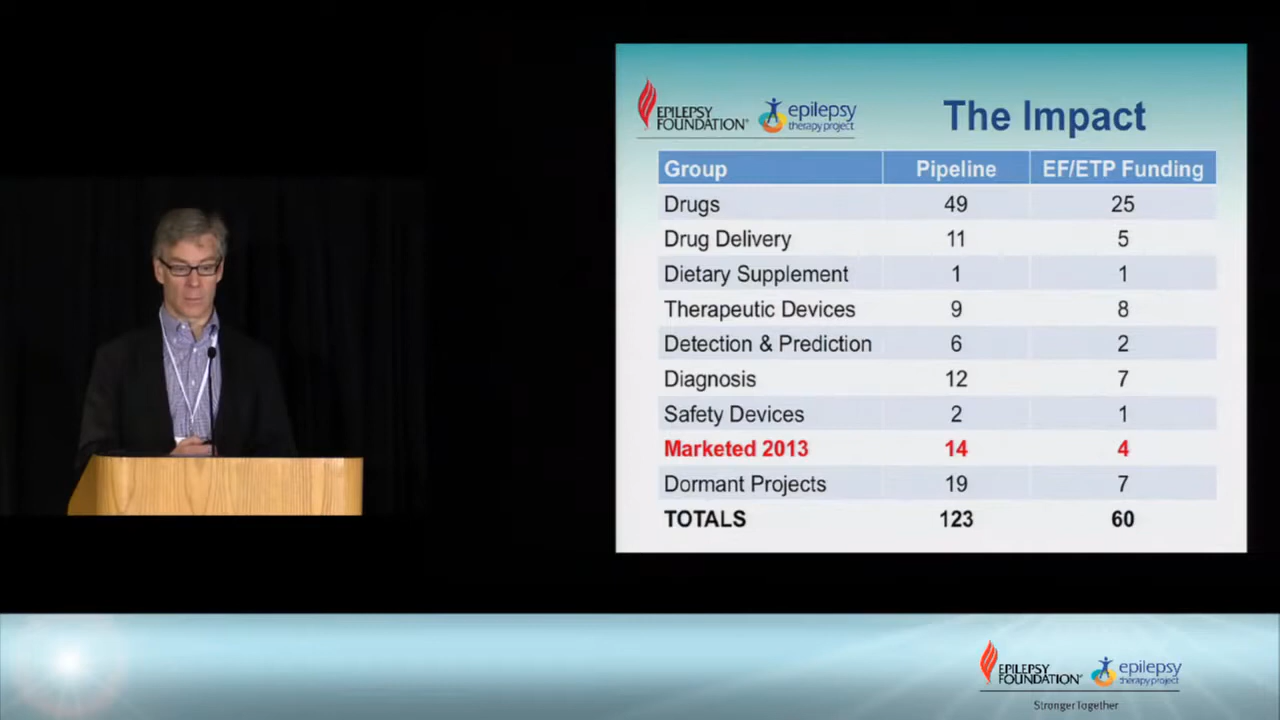 EPILEPSY
FOUNDATION®
epilepsy
therapy project
The Impact
Group Pipeline EF/ETP Funding
Drugs 49 25
Drug Delivery 11 5
Dietary Supplement 1 1
Therapeutic Devices 9 8
Detection & Prediction 6 2
Diagnosis 12 7
Safety Devices 2 1
Marketed 2013 14 4
Dormant Projects 19 7
TOTALS 123 60
EPILEPSY
FOUNDATION®
epilepsy
therapy project
StrongerTogether